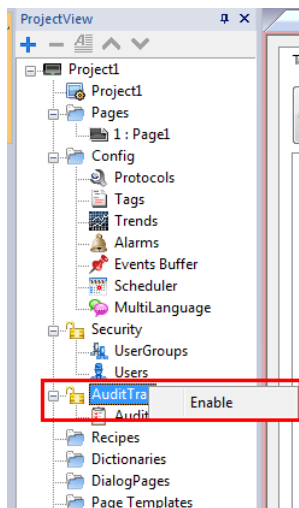 ProjectView
Project1
Project1
Pages
1 : Page1
Config
Protocols
Tags
Trends
Alarms
Events Buffer
Scheduler
MultiLanguage
Security
UserGroups
Users
AuditTra
Enable
Audit
Recipes
Dictionaries
DialogPages
Page Templates